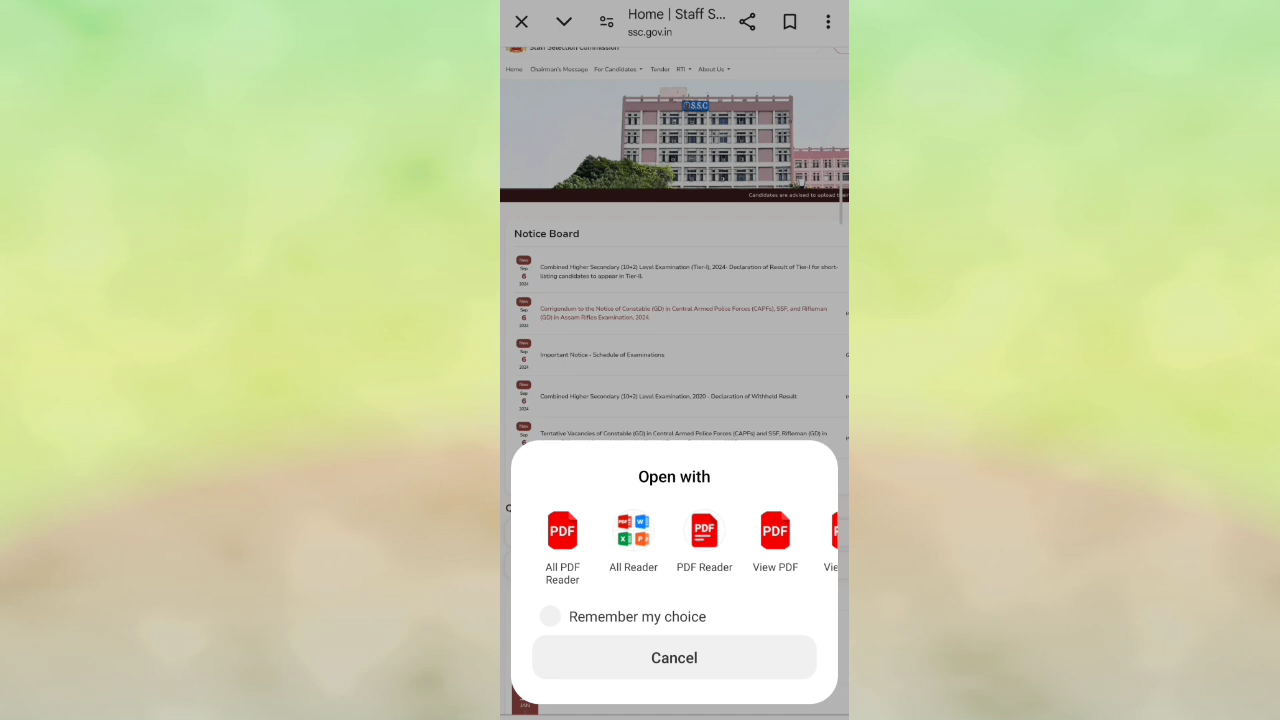 Home | Staff S...
ssc.gov.in
Staff Selection Commission
Home Chairman's Message For Candidates Tender RTI About Us
S.S.C
Candidates are advised to upload
Notice Board
New
Sep
6
2024
Combined Higher Secondary (10+2) Level Examination (Tier-I), 2024- Declaration of Result of Tier-I for short-
listing candidates to appear in Tier-II.
New
Sep
6
2024
Corrigendum to the Notice of Constable (GD) in Central Armed Police Forces (CAPFs), SSF, and Rifleman
(GD) in Assam Rifles Examination, 2024.
New
Sep
6
2024
Important Notice - Schedule of Examinations
New
Sep
6
2024
Combined Higher Secondary (10+2) Level Examination, 2020 - Declaration of Withheld Result
New
Sep
6
Tentative Vacancies of Constable (GD) in Central Armed Police Forces (CAPFs) and SSF, Rifleman (GD) in
Open with
PDF
PDF W X P
PDF
PDF
All PDF
Reader
All Reader
PDF Reader
View PDF
Remember my choice
Cancel
JAN